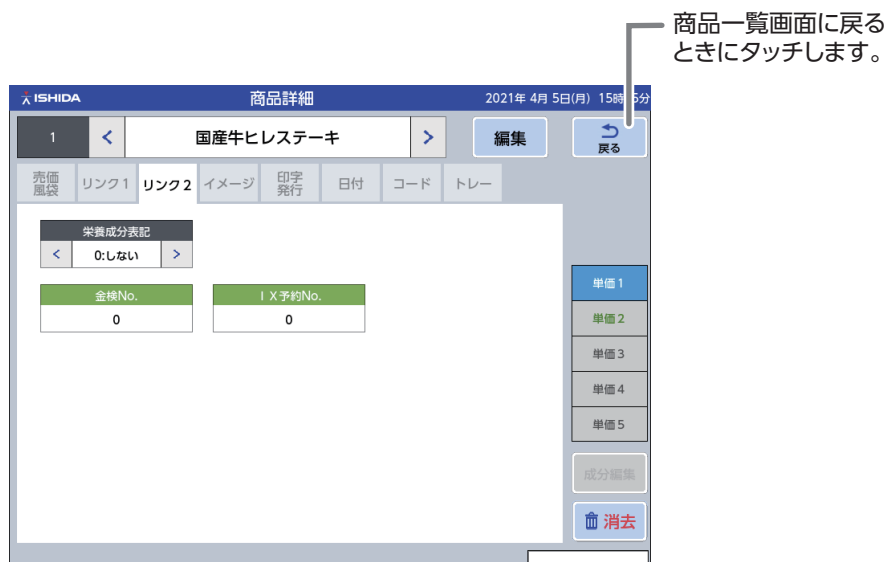 商品一覧画面に戻る
ときにタッチします。
ISHIDA 商品詳細 2021年 4月 5日(月) 15時 5分
1 < 国産牛ヒレステーキ > 編集 戻る
売価
風袋
リンク1 リンク2 イメージ
印字
発行
日付 コード トレー
栄養成分表記
< 0:しない >
金検No. ＩＸ予約No.
0 0
単価1
単価2
単価3
単価4
単価5
成分編集
消去